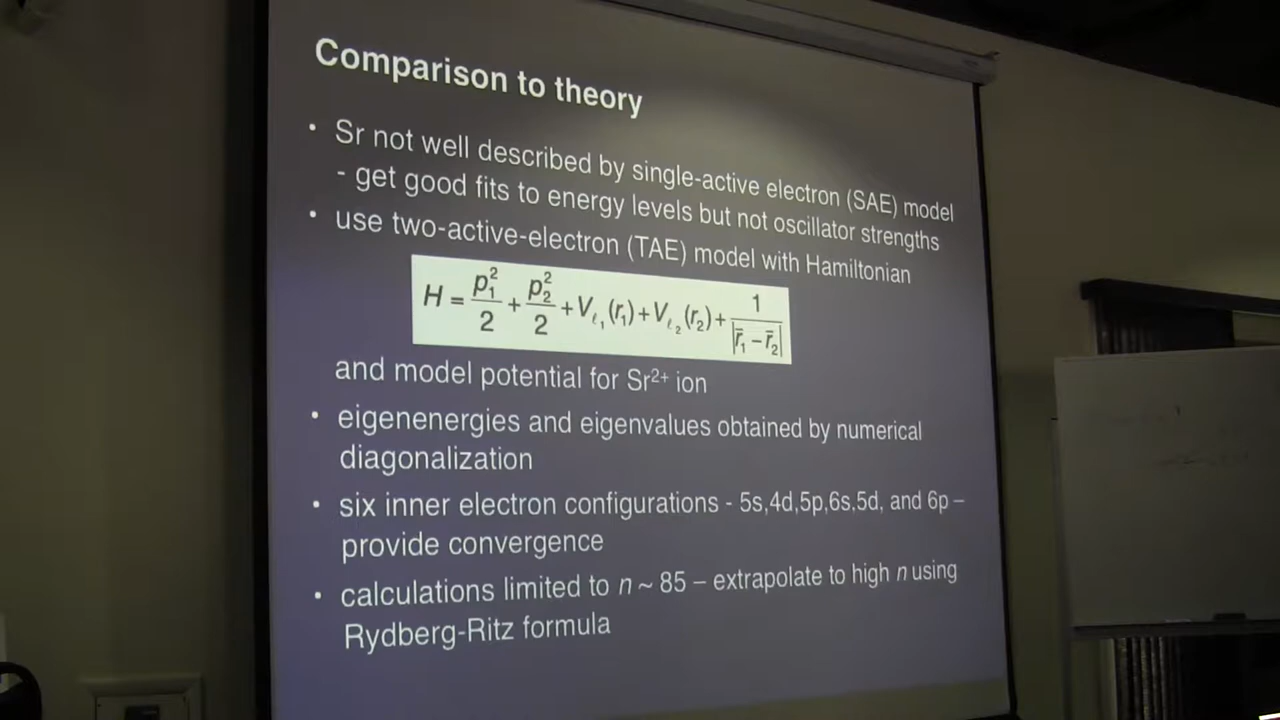 Comparison to theory
• Sr not well described by single-active electron (SAE) model
- get good fits to energy levels but not oscillator strengths
• use two-active-electron (TAE) model with Hamiltonian
H = p₁²/2 + p₂²/2 + V_ℓ₁(r₁) + V_ℓ₂(r₂) + 1/|r̄₁ − r̄₂|
and model potential for Sr²⁺ ion
• eigenenergies and eigenvalues obtained by numerical
diagonalization
• six inner electron configurations - 5s,4d,5p,6s,5d, and 6p –
provide convergence
• calculations limited to n ~ 85 – extrapolate to high n using
Rydberg-Ritz formula